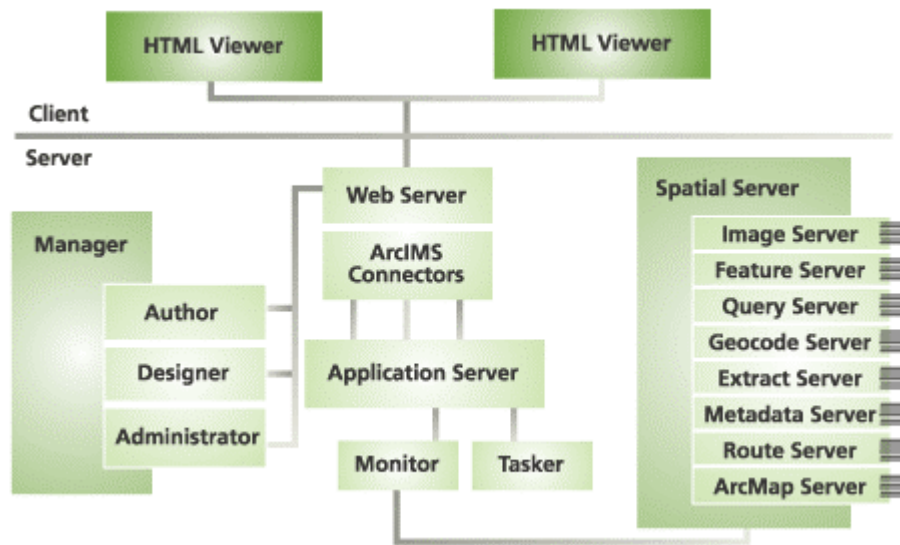 HTML Viewer
HTML Viewer
Client
Server
Web Server
Spatial Server
Manager
ArcIMS
Connectors
Image Server
Feature Server
Query Server
Geocode Server
Extract Server
Metadata Server
Route Server
ArcMap Server
Author
Designer
Administrator
Application Server
Monitor
Tasker